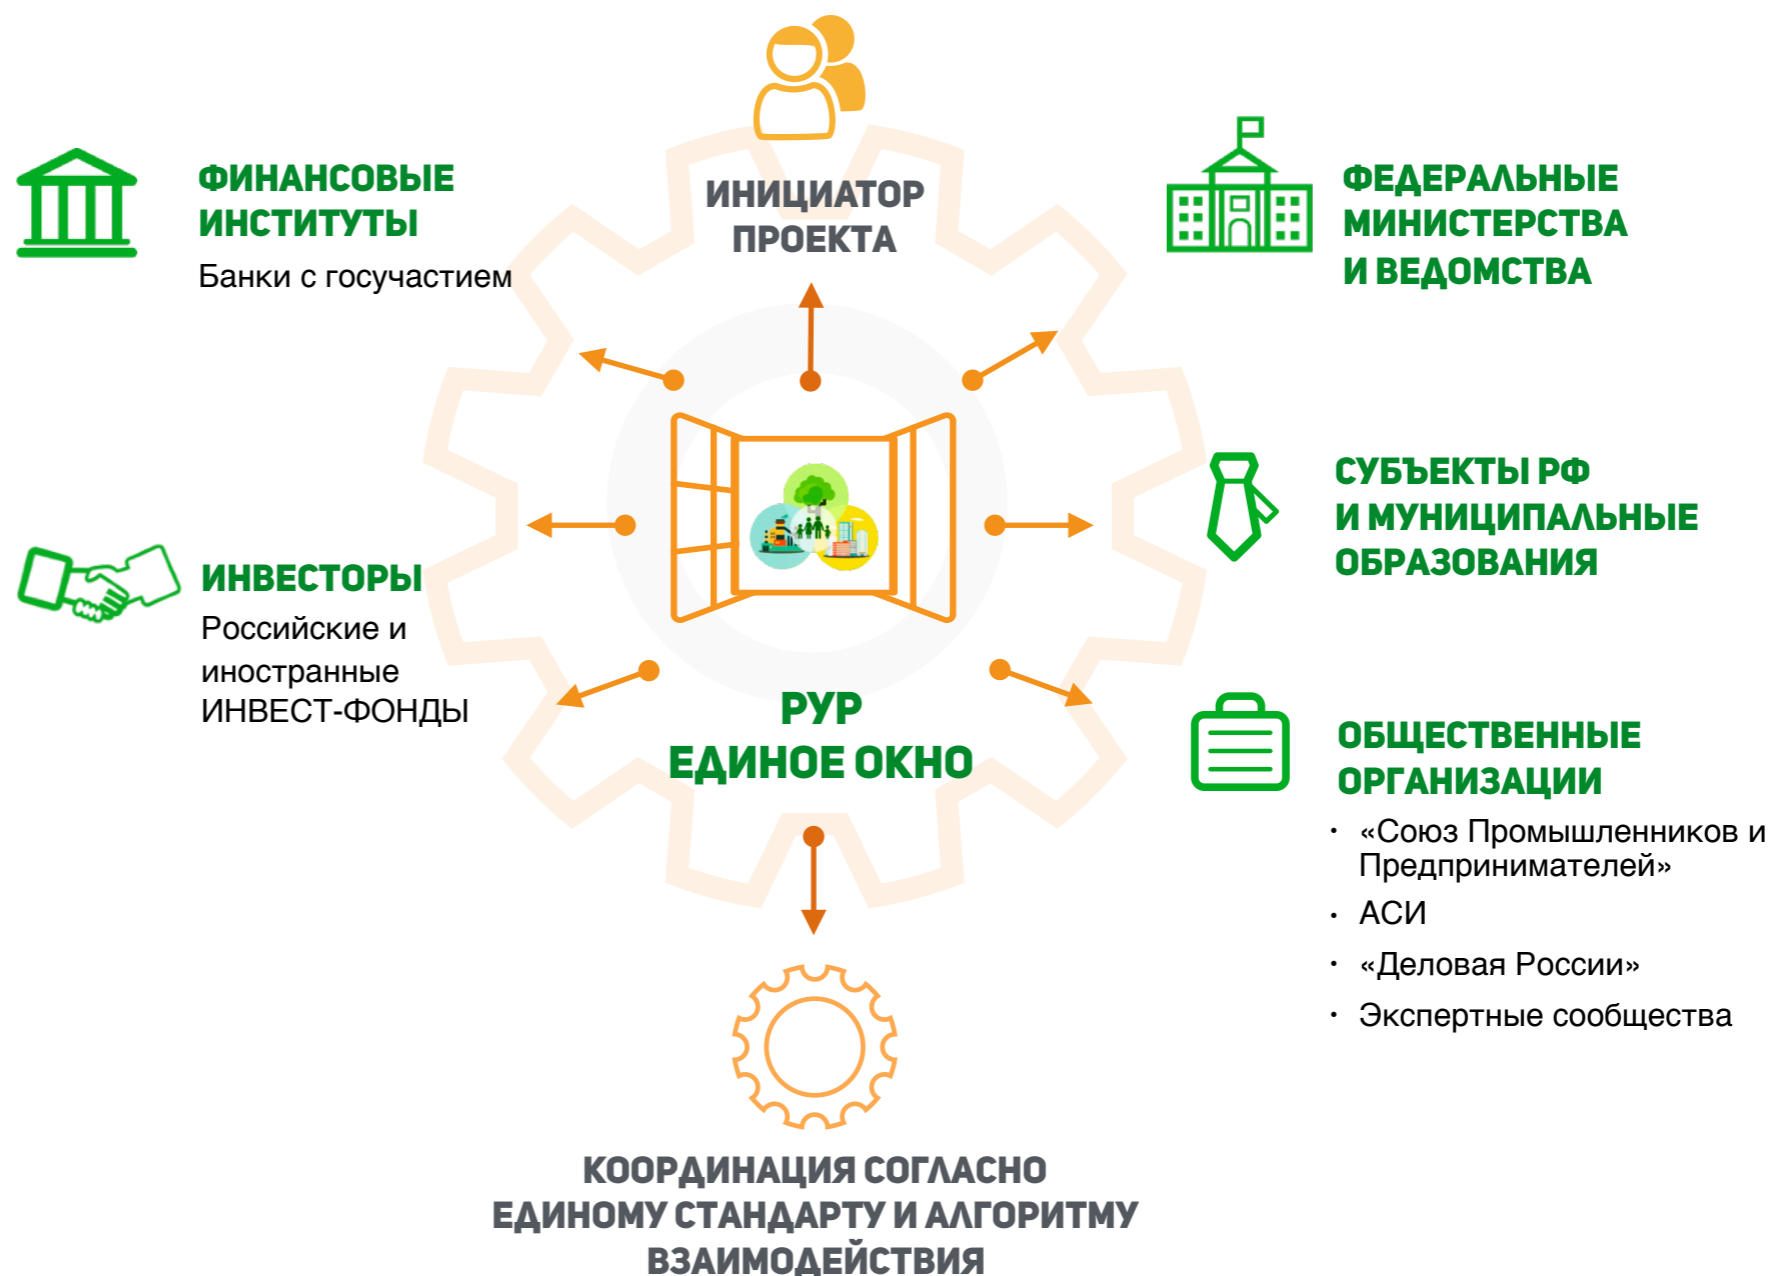 ИНИЦИАТОР
ПРОЕКТА
ФИНАНСОВЫЕ
ИНСТИТУТЫ
Банки с госучастием
ИНВЕСТОРЫ
Российские и
иностранные
ИНВЕСТ-ФОНДЫ
ФЕДЕРАЛЬНЫЕ
МИНИСТЕРСТВА
И ВЕДОМСТВА
СУБЪЕКТЫ РФ
И МУНИЦИПАЛЬНЫЕ
ОБРАЗОВАНИЯ
ОБЩЕСТВЕННЫЕ
ОРГАНИЗАЦИИ
· «Союз Промышленников и
Предпринимателей»
· АСИ
· «Деловая России»
· Экспертные сообщества
РУР
ЕДИНОЕ ОКНО
КООРДИНАЦИЯ СОГЛАСНО
ЕДИНОМУ СТАНДАРТУ И АЛГОРИТМУ
ВЗАИМОДЕЙСТВИЯ